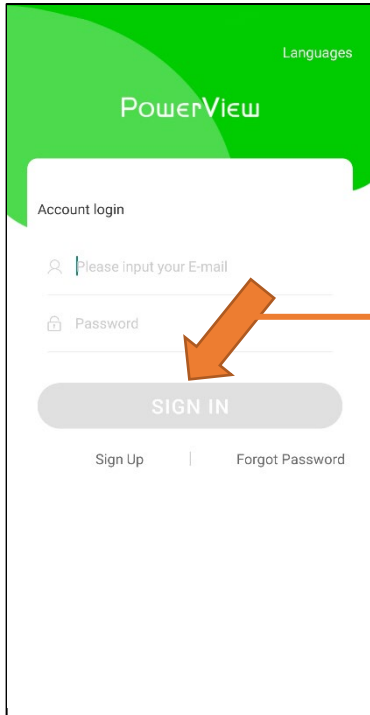 Languages
PowerView
Account login
Please input your E-mail
Password
SIGN IN
Sign Up
Forgot Password